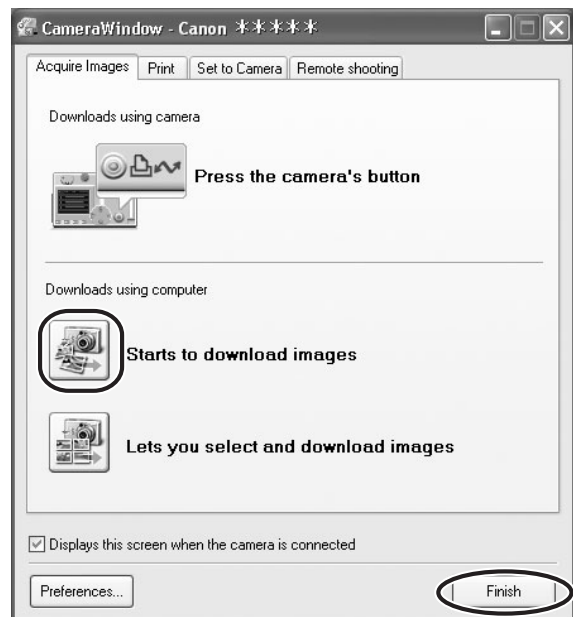 CameraWindow - Canon *****
Acquire Images Print Set to Camera Remote shooting
Downloads using camera
Press the camera's button
Downloads using computer
Starts to download images
Lets you select and download images
Displays this screen when the camera is connected
Preferences... Finish